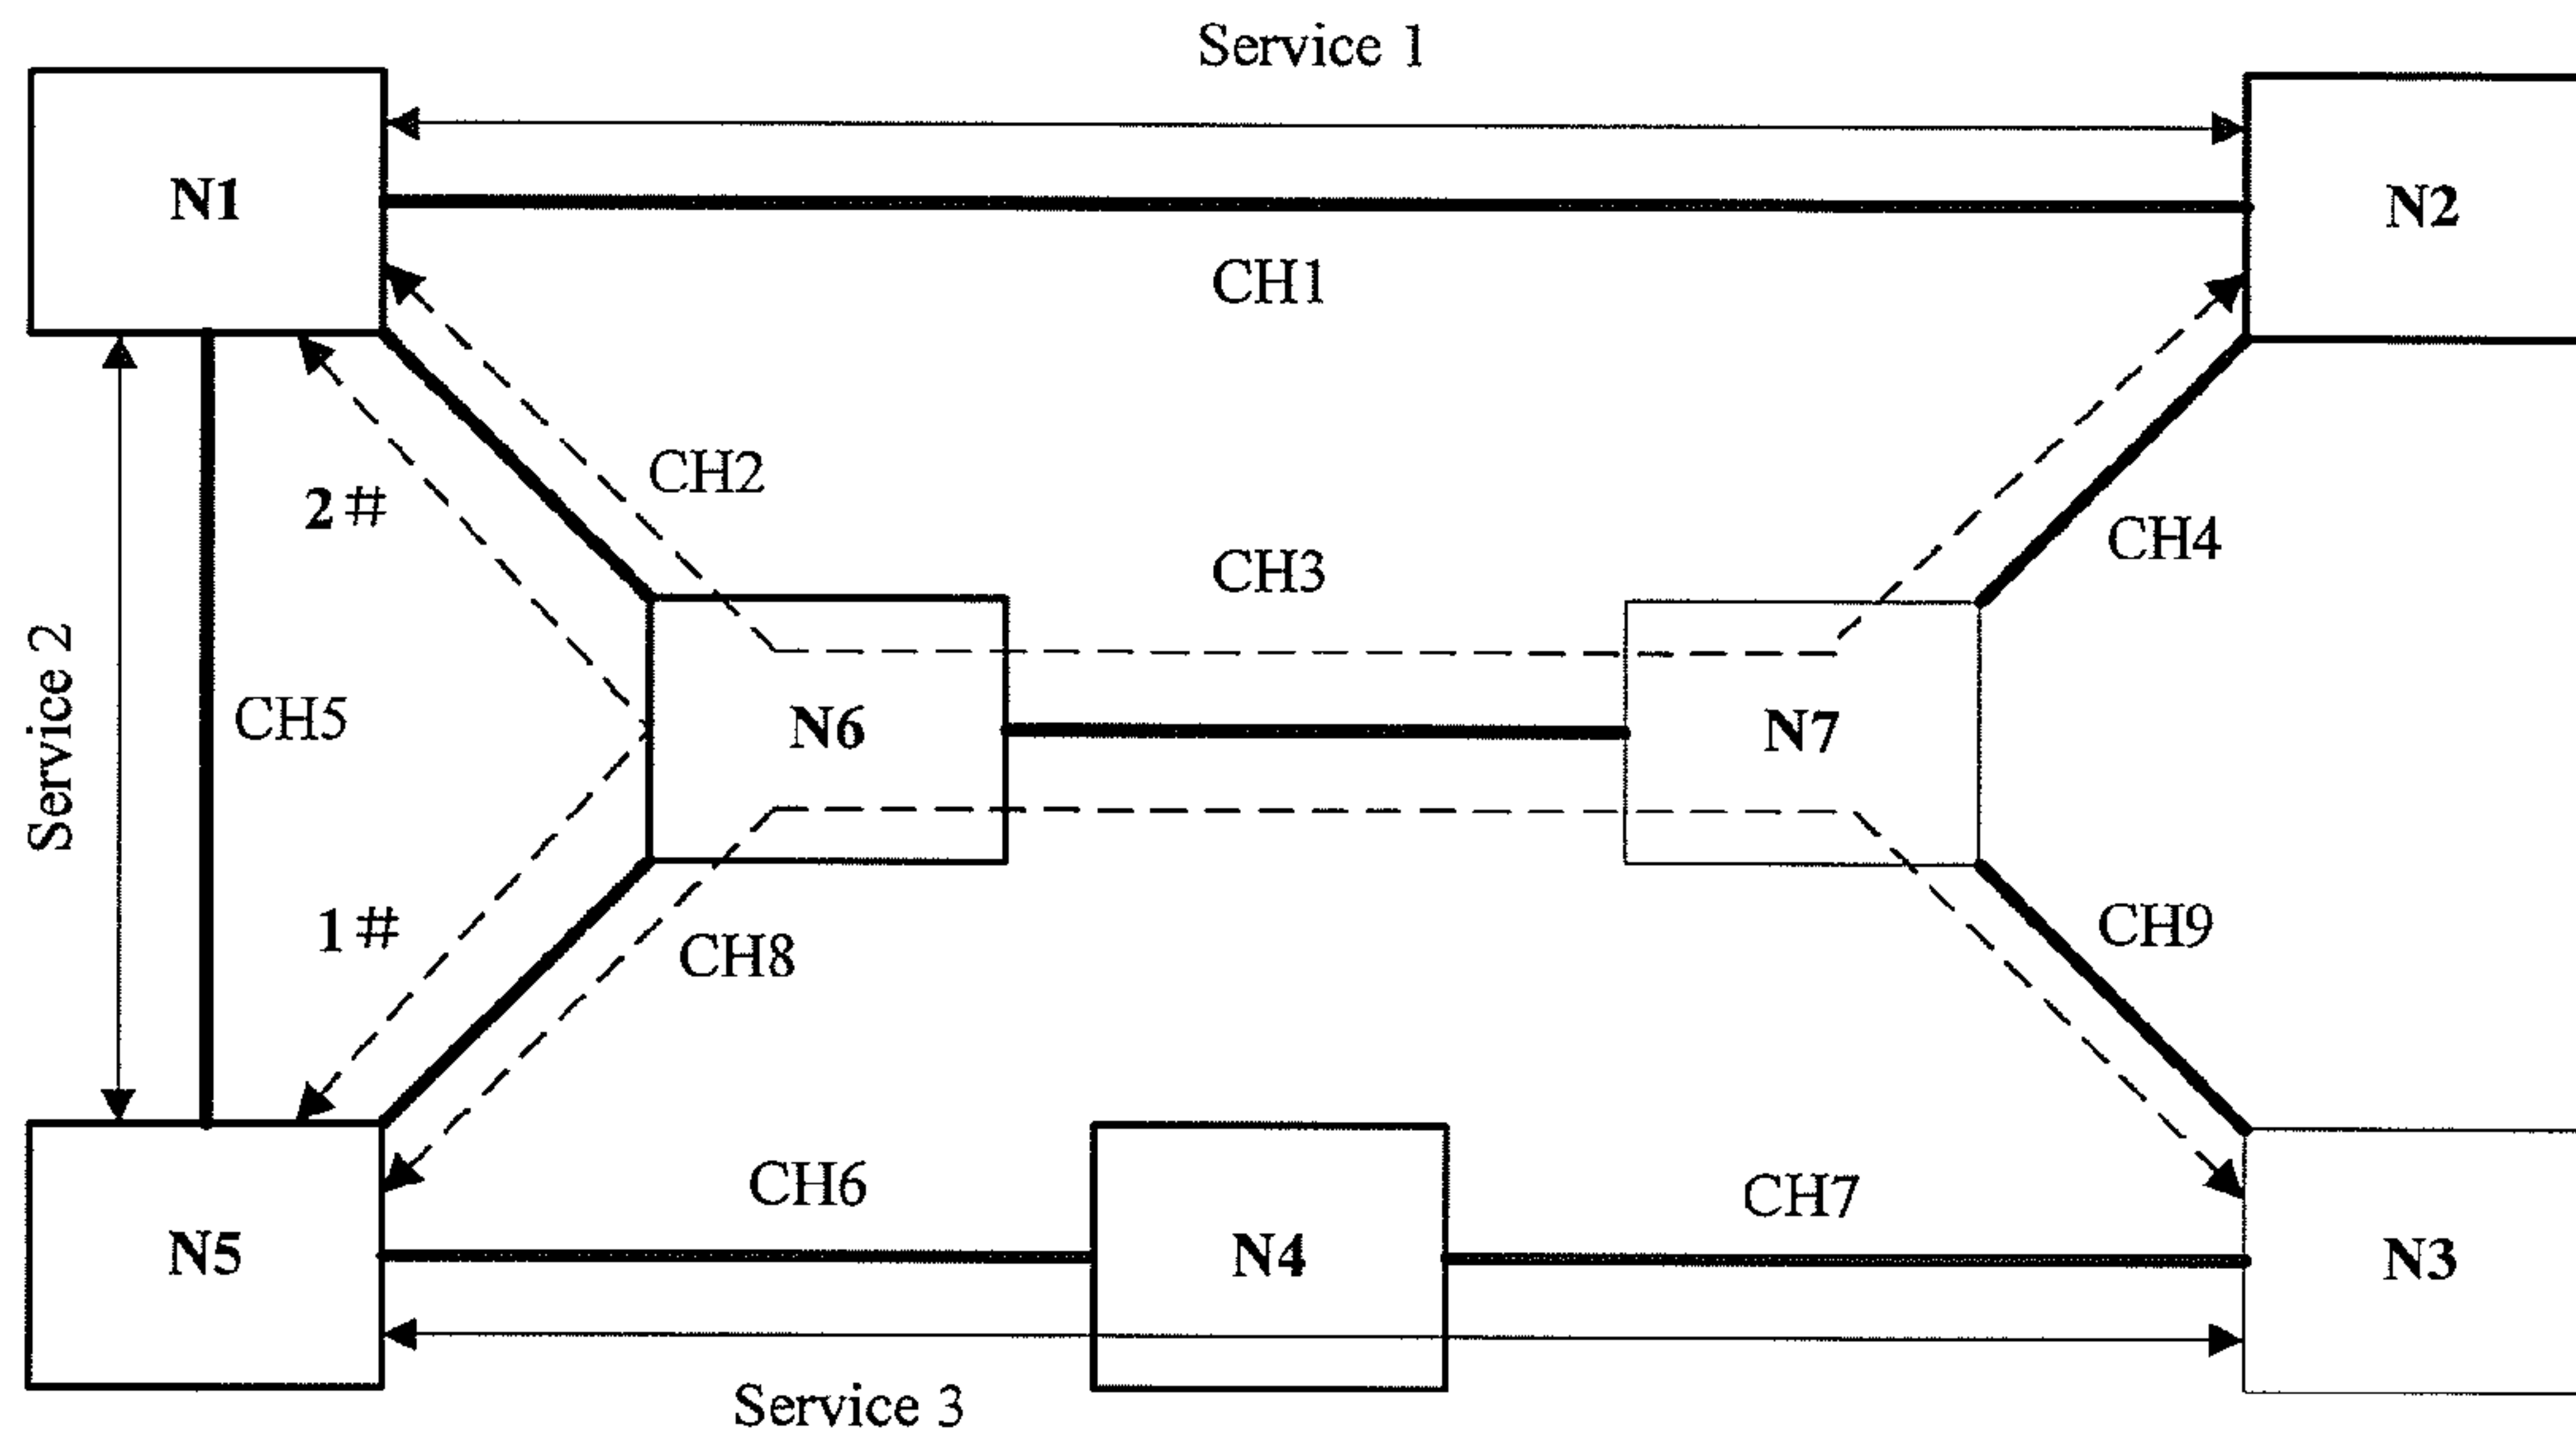 Service 1
N1
N2
CH1
CH2
2#
CH4
CH3
Service 2
CH5
N6
N7
1#
CH8
CH9
CH6
CH7
N5
N4
N3
Service 3